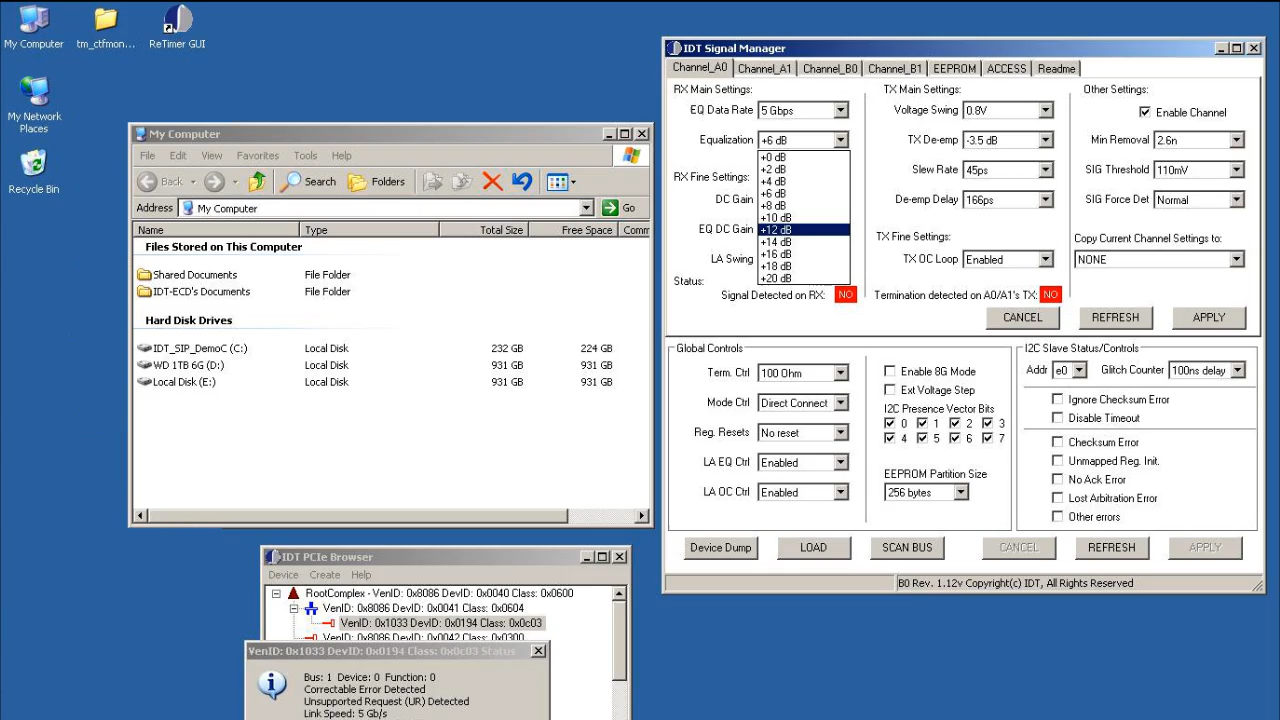 My Computer
tm_ctfmon...
ReTimer GUI
My Network
Places
Recycle Bin
My Computer
File Edit View Favorites Tools Help
Back Search Folders
Address My Computer Go
Name Type Total Size Free Space Comm
Files Stored on This Computer
Shared Documents File Folder
IDT-ECD's Documents File Folder
Hard Disk Drives
IDT_SIP_DemoC (C:) Local Disk 232 GB 224 GB
WD 1TB 6G (D:) Local Disk 931 GB 931 GB
Local Disk (E:) Local Disk 931 GB 931 GB
IDT PCIe Browser
Device Create Help
RootComplex - VenID: 0x8086 DevID: 0x0040 Class: 0x0600
VenID: 0x8086 DevID: 0x0041 Class: 0x0604
VenID: 0x1033 DevID: 0x0194 Class: 0x0c03
VenID: 0x8086 DevID: 0x0042 Class: 0x0300
VenID: 0x1033 DevID: 0x0194 Class: 0x0c03 Status
Bus: 1 Device: 0 Function: 0
Correctable Error Detected
Unsupported Request (UR) Detected
Link Speed: 5 Gb/s
IDT Signal Manager
Channel_A0 Channel_A1 Channel_B0 Channel_B1 EEPROM ACCESS Readme
RX Main Settings:
EQ Data Rate 5 Gbps
Equalization +6 dB
+0 dB
+2 dB
+4 dB
+6 dB
+8 dB
+10 dB
+12 dB
+14 dB
+16 dB
+18 dB
+20 dB
RX Fine Settings:
DC Gain
EQ DC Gain
LA Swing
Status:
Signal Detected on RX: NO
TX Main Settings:
Voltage Swing 0.8V
TX De-emp -3.5 dB
Slew Rate 45ps
De-emp Delay 166ps
TX Fine Settings:
TX OC Loop Enabled
Termination detected on A0/A1's TX: NO
Other Settings:
Enable Channel
Min Removal 2.6n
SIG Threshold 110mV
SIG Force Det Normal
Copy Current Channel Settings to:
NONE
CANCEL REFRESH APPLY
Global Controls
Term. Ctrl 100 Ohm
Mode Ctrl Direct Connect
Reg. Resets No reset
LA EQ Ctrl Enabled
LA OC Ctrl Enabled
Enable 8G Mode
Ext Voltage Step
I2C Presence Vector Bits
0 1 2 3
4 5 6 7
EEPROM Partition Size
256 bytes
I2C Slave Status/Controls
Addr e0 Glitch Counter 100ns delay
Ignore Checksum Error
Disable Timeout
Checksum Error
Unmapped Reg. Init.
No Ack Error
Lost Arbitration Error
Other errors
Device Dump LOAD SCAN BUS CANCEL REFRESH APPLY
B0 Rev. 1.12v Copyright(c) IDT, All Rights Reserved